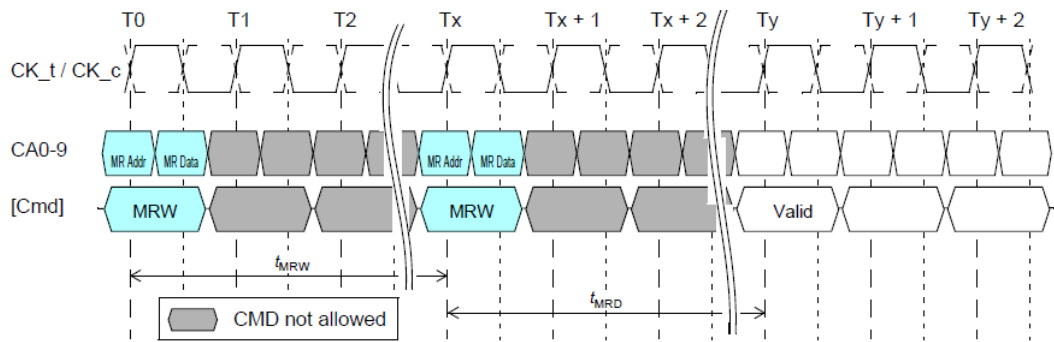 T0 T1 T2 Tx Tx + 1 Tx + 2 Ty Ty + 1 Ty + 2
CK_t / CK_c
CA0-9 MR Addr MR Data MR Addr MR Data
[Cmd] MRW MRW Valid
tMRW
tMRD
CMD not allowed